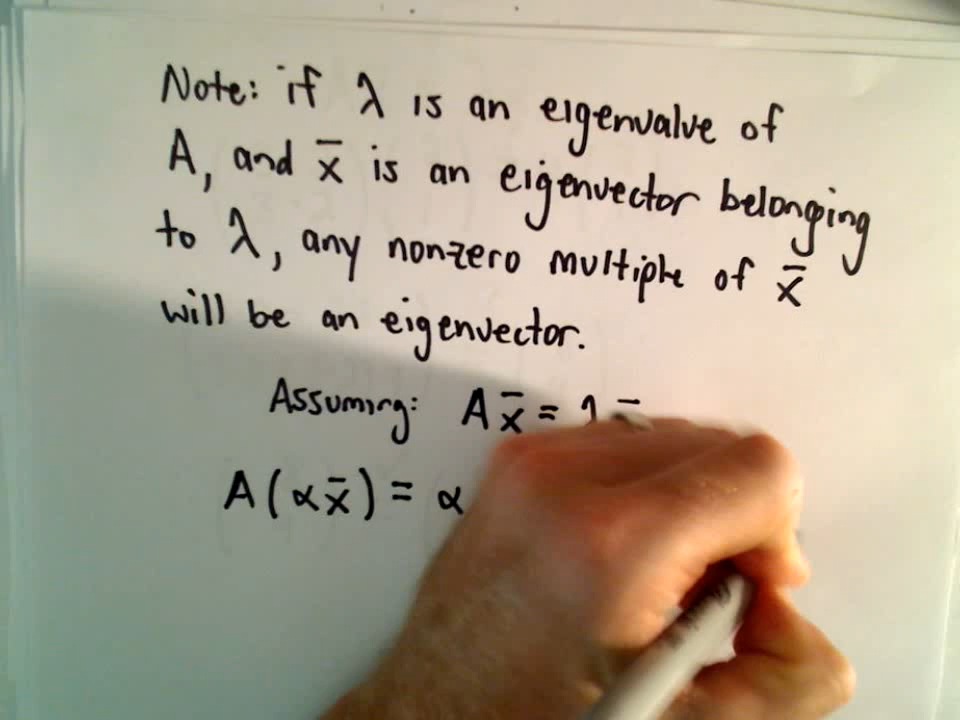 Note: if λ is an eigenvalue of
A, and x̄ is an eigenvector belonging
to λ, any nonzero multiple of x̄
will be an eigenvector.
Assuming: Ax̄ = λ
A(αx̄) = α